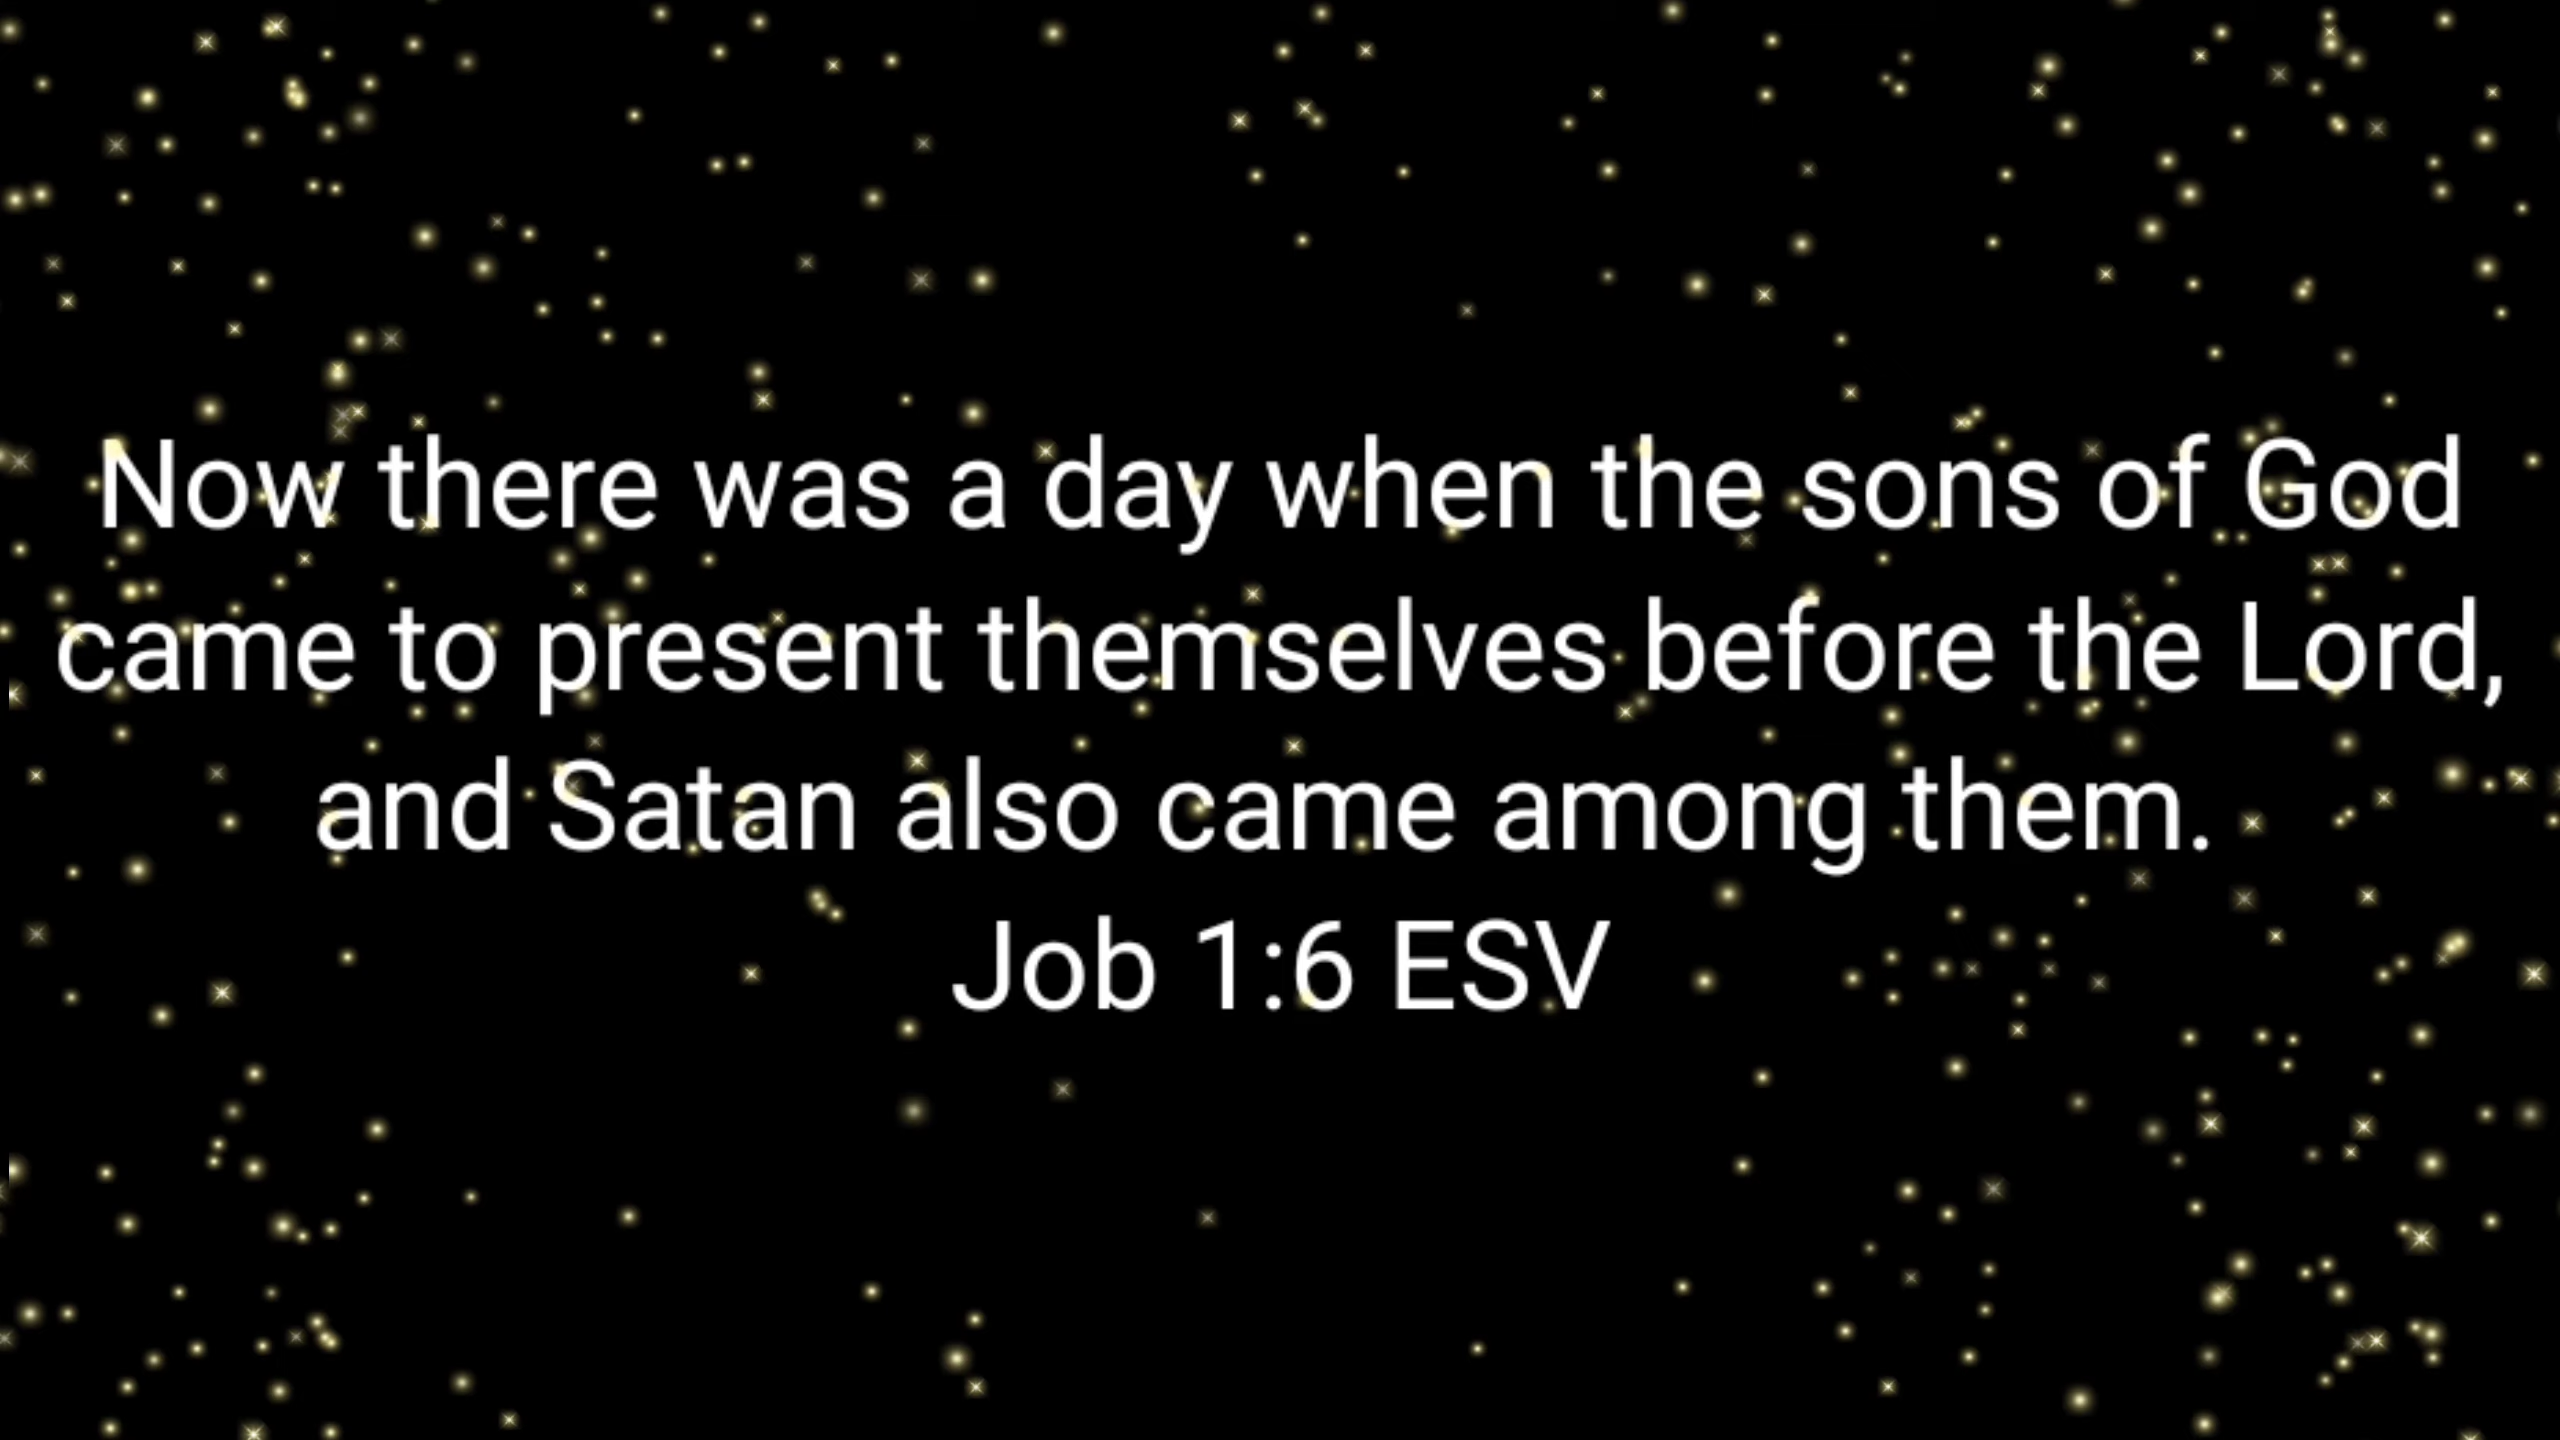 Now there was a day when the sons of God
came to present themselves before the Lord,
and Satan also came among them.
Job 1:6 ESV